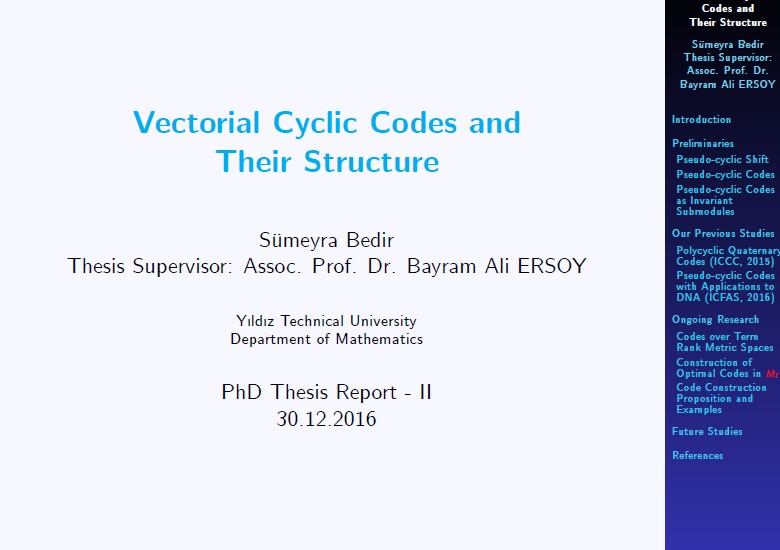 Vectorial Cyclic Codes and
Their Structure
Sümeyra Bedir
Thesis Supervisor: Assoc. Prof. Dr. Bayram Ali ERSOY
Yıldız Technical University
Department of Mathematics
PhD Thesis Report - II
30.12.2016
Codes and
Their Structure
Sümeyra Bedir
Thesis Supervisor:
Assoc. Prof. Dr.
Bayram Ali ERSOY
Introduction
Preliminaries
Pseudo-cyclic Shift
Pseudo-cyclic Codes
Pseudo-cyclic Codes
as Invariant
Submodules
Our Previous Studies
Polycyclic Quaternary
Codes (ICCC, 2015)
Pseudo-cyclic Codes
with Applications to
DNA (ICFAS, 2016)
Ongoing Research
Codes over Term
Rank Metric Spaces
Construction of
Optimal Codes in
Code Construction
Proposition and
Examples
Future Studies
References